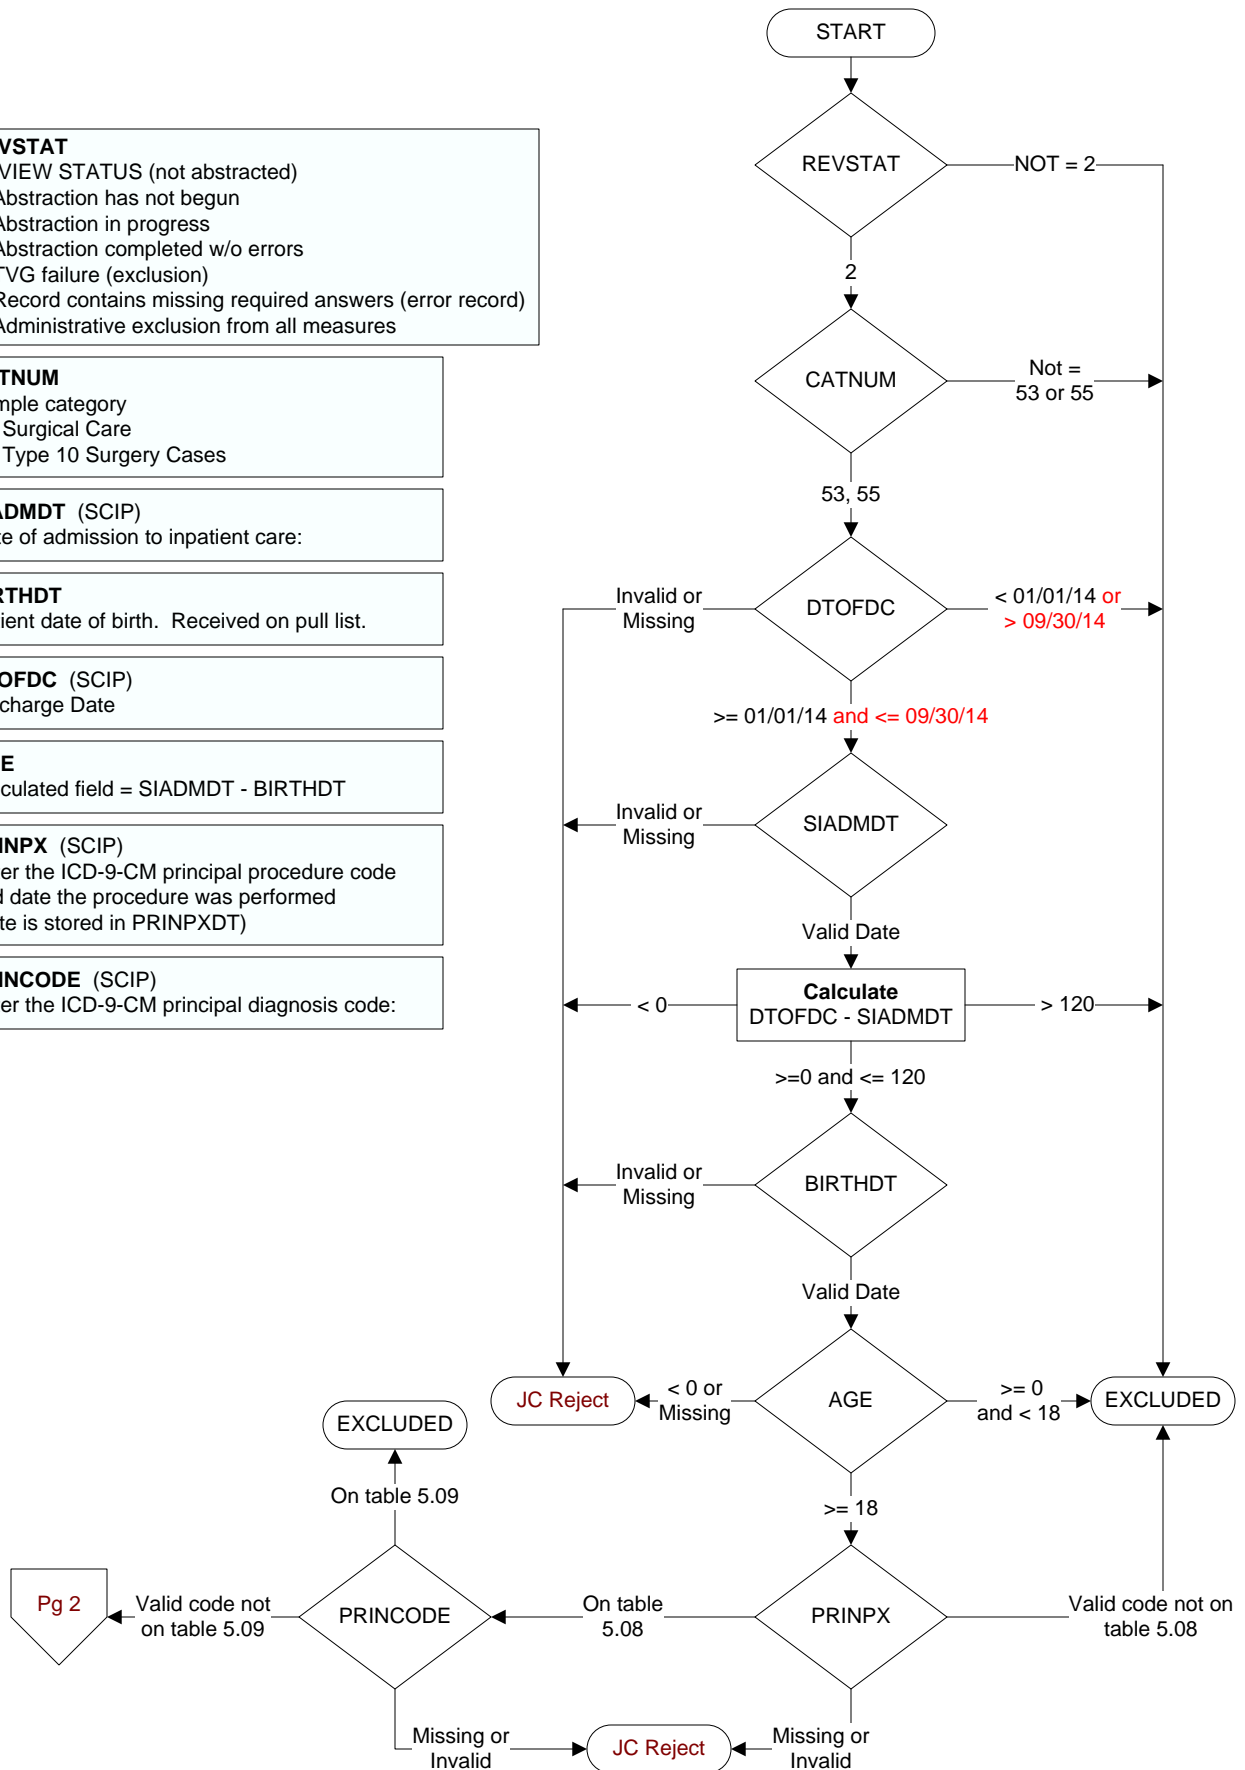 START
VSTAT
VIEW STATUS (not abstracted)
Abstraction has not begun
Abstraction in progress
Abstraction completed w/o errors
TVG failure (exclusion)
Record contains missing required answers (error record)
Administrative exclusion from all measures
REVSTAT
NOT = 2
2
TNUM
mple category
Surgical Care
Type 10 Surgery Cases
CATNUM
Not =
53 or 55
53, 55
ADMDT (SCIP)
te of admission to inpatient care:
RTHDT
ient date of birth. Received on pull list.
Invalid or
Missing
DTOFDC
< 01/01/14 or
> 09/30/14
OFDC (SCIP)
charge Date
>= 01/01/14 and <= 09/30/14
E
culated field = SIADMDT - BIRTHDT
Invalid or
Missing
SIADMDT
INPX (SCIP)
er the ICD-9-CM principal procedure code
d date the procedure was performed
te is stored in PRINPXDT)
Valid Date
INCODE (SCIP)
er the ICD-9-CM principal diagnosis code:
< 0
Calculate
DTOFDC - SIADMDT
> 120
>=0 and <= 120
Invalid or
Missing
BIRTHDT
Valid Date
JC Reject
< 0 or
Missing
AGE
>= 0
and < 18
EXCLUDED
EXCLUDED
On table 5.09
>= 18
Pg 2
Valid code not
on table 5.09
PRINCODE
On table
5.08
PRINPX
Valid code not on
table 5.08
Missing or
Invalid
JC Reject
Missing or
Invalid